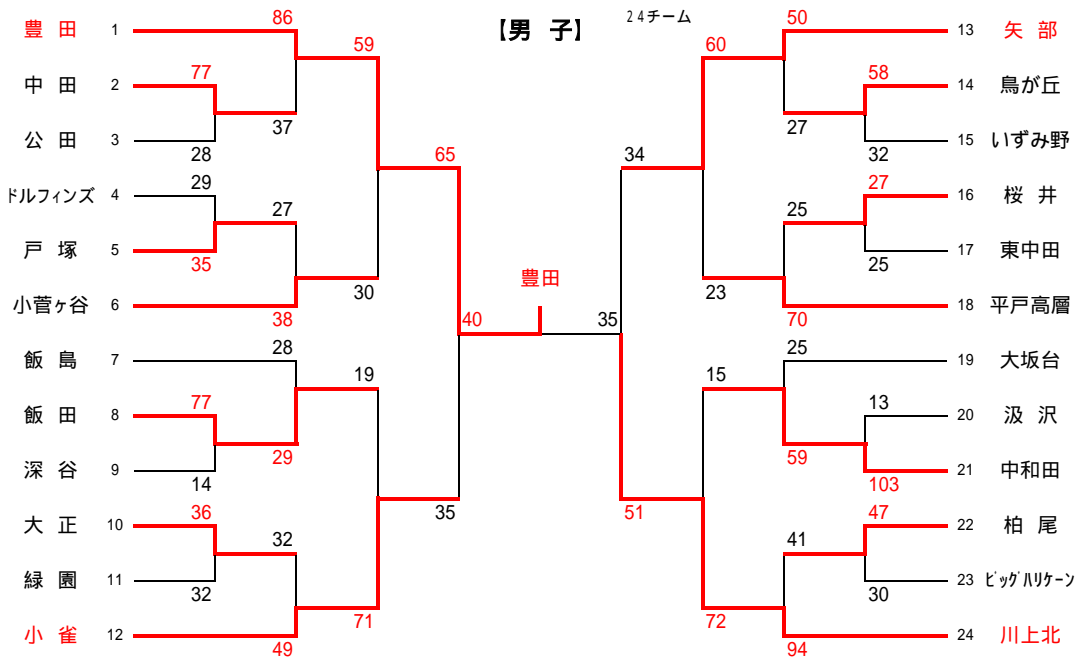 【男 子】
24チーム
豊 田 1
中 田 2
公 田 3
ドルフィンズ 4
戸 塚 5
小菅ヶ谷 6
飯 島 7
飯 田 8
深 谷 9
大 正 10
緑 園 11
小 雀 12
86
77
28
37
59
29
35
27
38
30
65
28
77
14
29
19
36
32
32
49
71
35
40
豊田
35
34
51
60
23
50
27
58
32
25
27
25
70
15
72
25
59
13
103
41
47
30
94
13 矢 部
14 鳥が丘
15 いずみ野
16 桜 井
17 東中田
18 平戸高層
19 大坂台
20 汲 沢
21 中和田
22 柏 尾
23 ビッグハリケーン
24 川上北